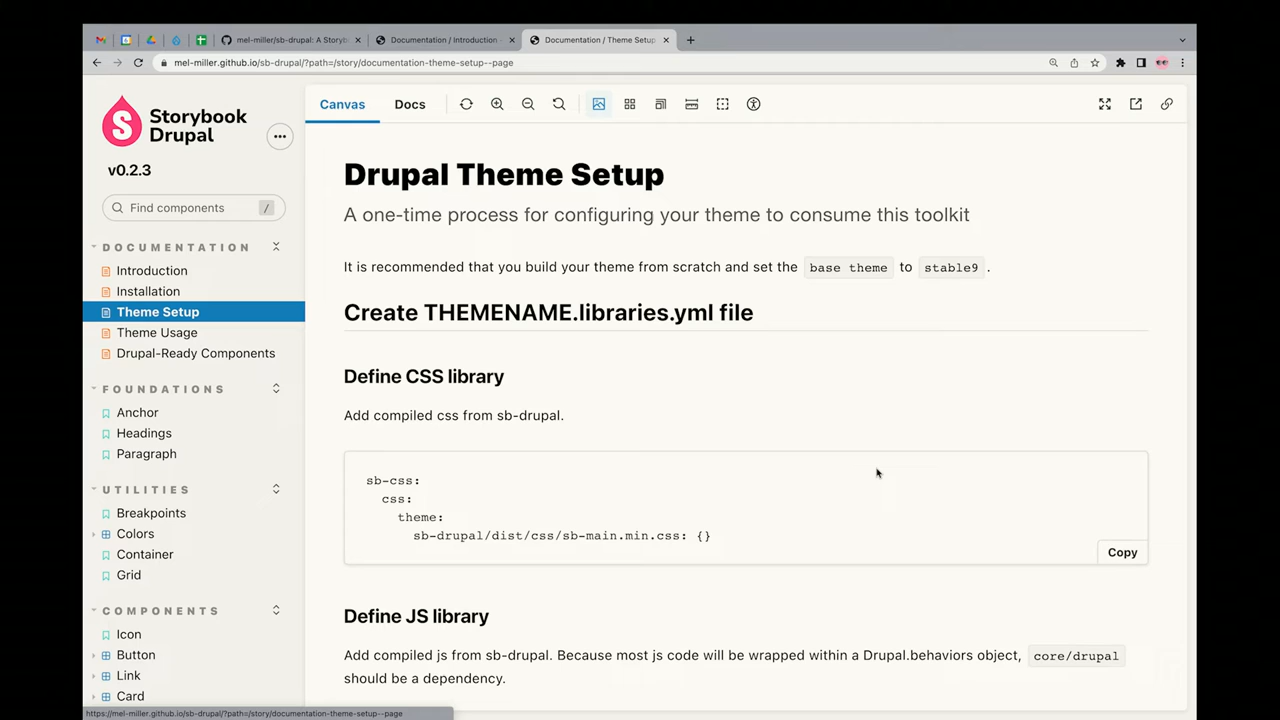 mel-miller/sb-drupal: A Storyb
Documentation / Introduction
Documentation / Theme Setup
mel-miller.github.io/sb-drupal/?path=/story/documentation-theme-setup--page
Storybook
Drupal
v0.2.3
Find components
/
DOCUMENTATION
Introduction
Installation
Theme Setup
Theme Usage
Drupal-Ready Components
FOUNDATIONS
Anchor
Headings
Paragraph
UTILITIES
Breakpoints
Colors
Container
Grid
COMPONENTS
Icon
Button
Link
Card
https://mel-miller.github.io/sb-drupal/?path=/story/documentation-theme-setup--page
Canvas
Docs
Drupal Theme Setup
A one-time process for configuring your theme to consume this toolkit
It is recommended that you build your theme from scratch and set the base theme to stable9 .
Create THEMENAME.libraries.yml file
Define CSS library
Add compiled css from sb-drupal.
sb-css:
css:
theme:
sb-drupal/dist/css/sb-main.min.css: {}
Copy
Define JS library
Add compiled js from sb-drupal. Because most js code will be wrapped within a Drupal.behaviors object, core/drupal
should be a dependency.